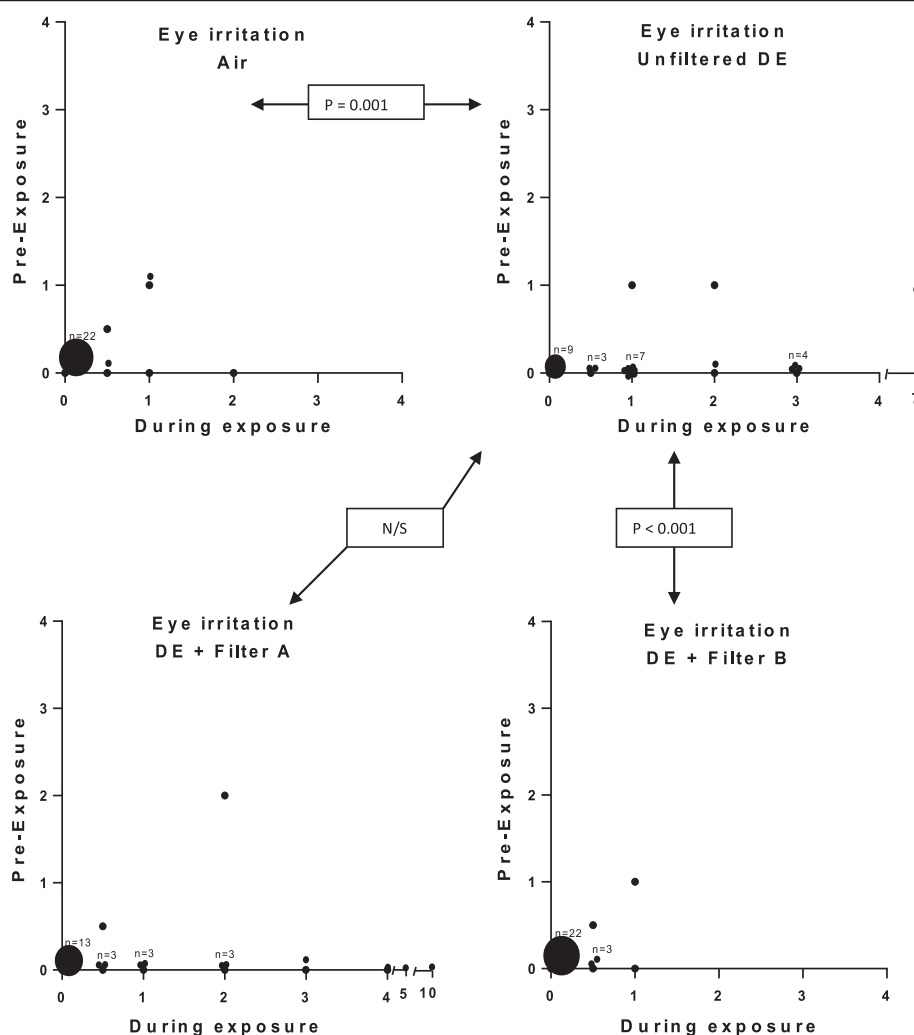 Eye irritation
Air
4
3
2
1
0
Pre-Exposure
n=22
0 1 2 3 4
During exposure
P = 0.001
Eye irritation
Unfiltered DE
4
3
2
1
0
Pre-Exposure
n=9
n=3
n=7
n=4
0 1 2 3 4
During exposure
N/S
P < 0.001
Eye irritation
DE + Filter A
4
3
2
1
0
Pre-Exposure
n=13
n=3
n=3
n=3
0 1 2 3 4 5 10
During exposure
Eye irritation
DE + Filter B
4
3
2
1
0
Pre-Exposure
n=22
n=3
0 1 2 3 4
During exposure